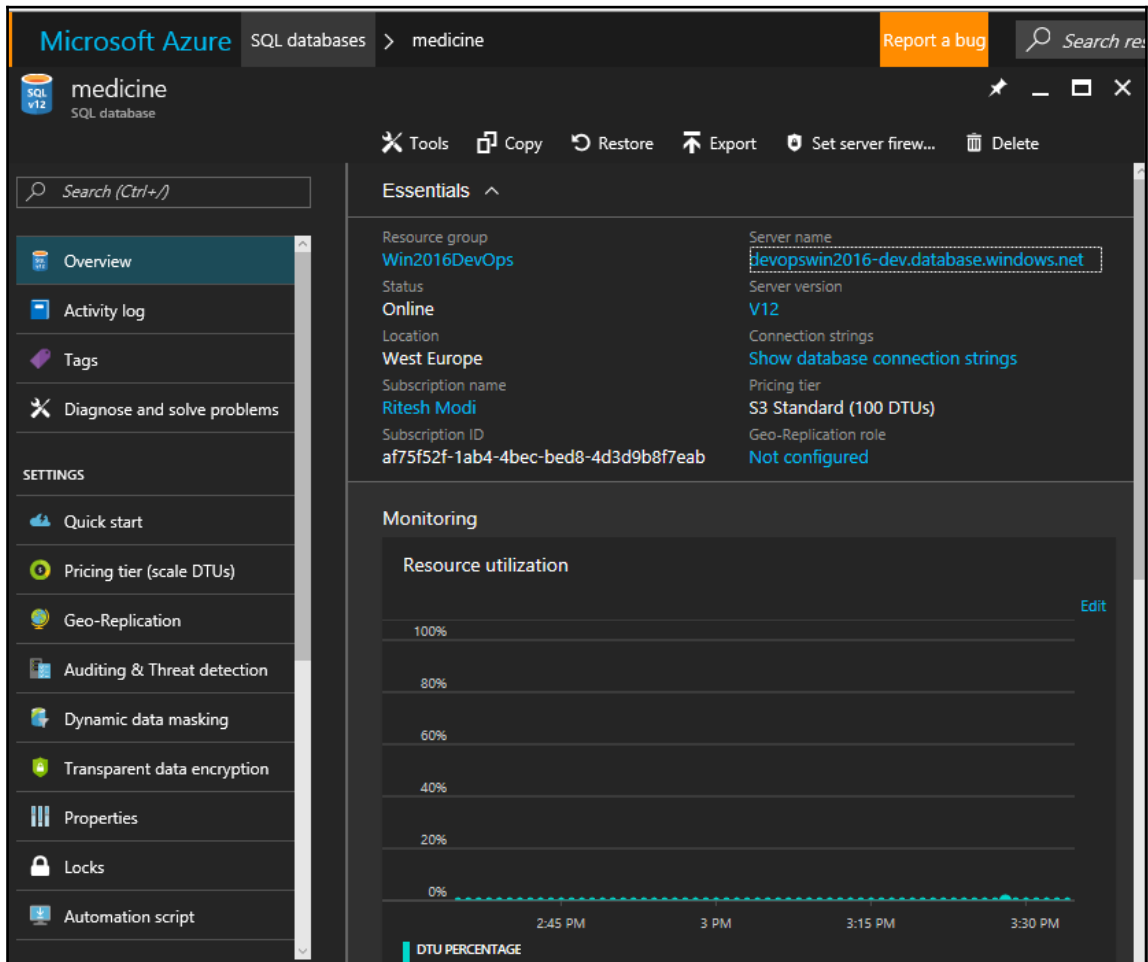 Microsoft Azure SQL databases > medicine Report a bug Search res
SQL v12
medicine
SQL database
Tools Copy Restore Export Set server firew... Delete
Search (Ctrl+/)
Overview
Activity log
Tags
Diagnose and solve problems
SETTINGS
Quick start
Pricing tier (scale DTUs)
Geo-Replication
Auditing & Threat detection
Dynamic data masking
Transparent data encryption
Properties
Locks
Automation script
Essentials
Resource group
Win2016DevOps
Status
Online
Location
West Europe
Subscription name
Ritesh Modi
Subscription ID
af75f52f-1ab4-4bec-bed8-4d3d9b8f7eab
Server name
devopswin2016-dev.database.windows.net
Server version
V12
Connection strings
Show database connection strings
Pricing tier
S3 Standard (100 DTUs)
Geo-Replication role
Not configured
Monitoring
Resource utilization
Edit
100%
80%
60%
40%
20%
0%
2:45 PM 3 PM 3:15 PM 3:30 PM
DTU PERCENTAGE